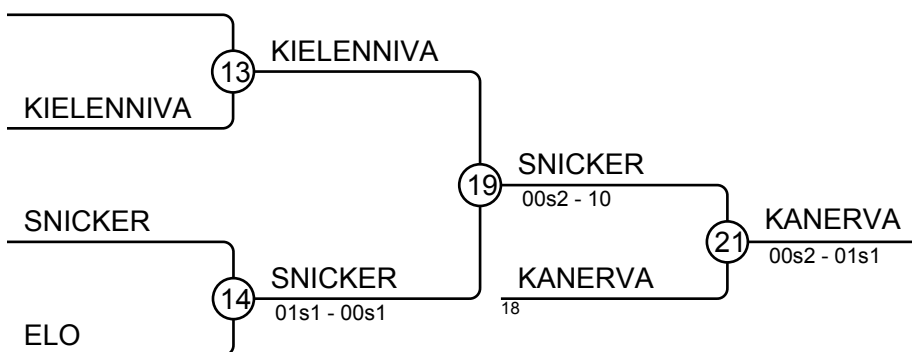 KIELENNIVA
13
KIELENNIVA
SNICKER
00s2 - 10
19
SNICKER
KANERVA
00s2 - 01s1
21
SNICKER
01s1 - 00s1
14
KANERVA
18
ELO